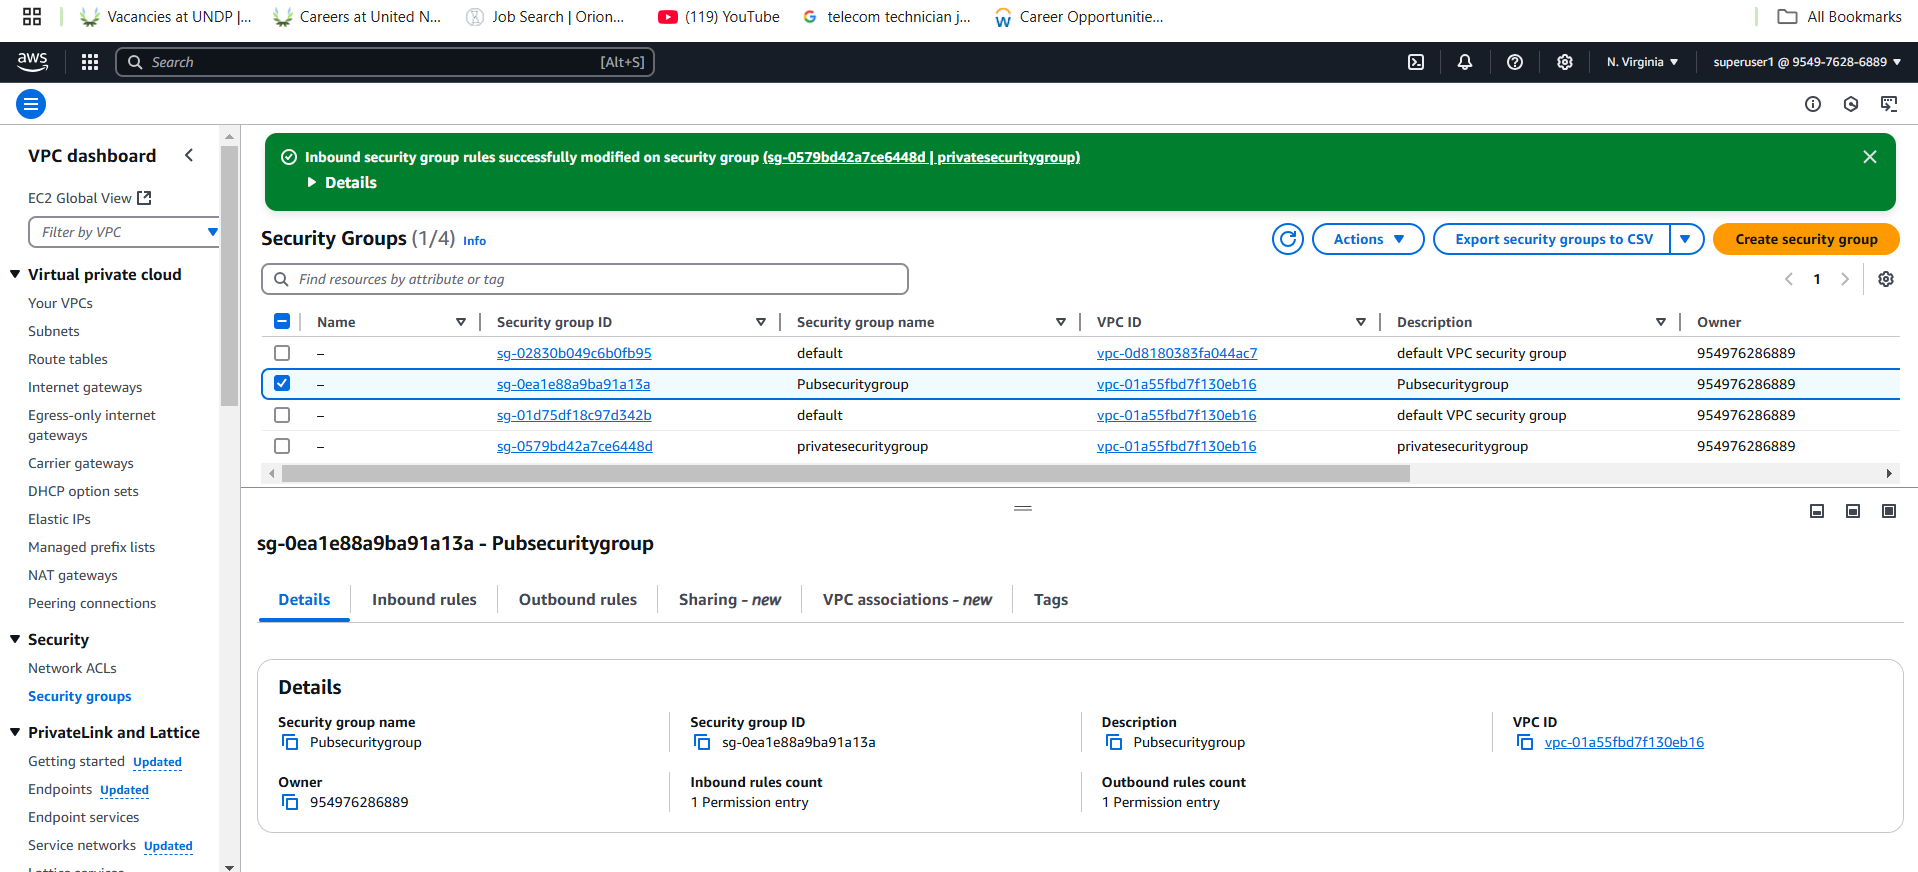 Vacancies at UNDP |...
Careers at United N...
Job Search | Orion...
(119) YouTube
telecom technician j...
Career Opportunitie...
All Bookmarks
aws
Search
[Alt+S]
N. Virginia
superuser1 @ 9549-7628-6889
VPC dashboard
EC2 Global View
Filter by VPC
Virtual private cloud
Your VPCs
Subnets
Route tables
Internet gateways
Egress-only internet
gateways
Carrier gateways
DHCP option sets
Elastic IPs
Managed prefix lists
NAT gateways
Peering connections
Security
Network ACLs
Security groups
PrivateLink and Lattice
Getting started Updated
Endpoints Updated
Endpoint services
Service networks Updated
Lattice services
Inbound security group rules successfully modified on security group (sg-0579bd42a7ce6448d | privatesecuritygroup)
Details
Security Groups (1/4) Info
Actions
Export security groups to CSV
Create security group
Find resources by attribute or tag
1
Name Security group ID Security group name VPC ID Description Owner
– sg-02830b049c6b0fb95 default vpc-0d8180383fa044ac7 default VPC security group 954976286889
– sg-0ea1e88a9ba91a13a Pubsecuritygroup vpc-01a55fbd7f130eb16 Pubsecuritygroup 954976286889
– sg-01d75df18c97d342b default vpc-01a55fbd7f130eb16 default VPC security group 954976286889
– sg-0579bd42a7ce6448d privatesecuritygroup vpc-01a55fbd7f130eb16 privatesecuritygroup 954976286889
sg-0ea1e88a9ba91a13a - Pubsecuritygroup
Details
Inbound rules
Outbound rules
Sharing - new
VPC associations - new
Tags
Details
Security group name
Pubsecuritygroup
Security group ID
sg-0ea1e88a9ba91a13a
Description
Pubsecuritygroup
VPC ID
vpc-01a55fbd7f130eb16
Owner
954976286889
Inbound rules count
1 Permission entry
Outbound rules count
1 Permission entry